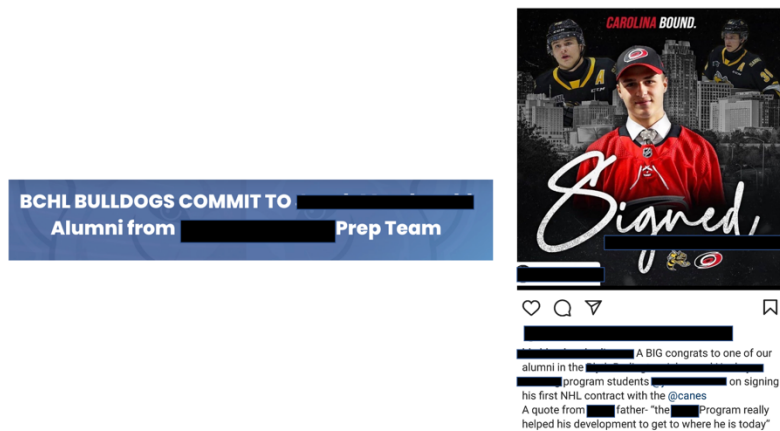 BCHL BULLDOGS COMMIT TO
Alumni from Prep Team
CAROLINA BOUND.
Signed
A BIG congrats to one of our
alumni in the
program students on signing
his first NHL contract with the @canes
A quote from father- “the Program really
helped his development to get to where he is today”